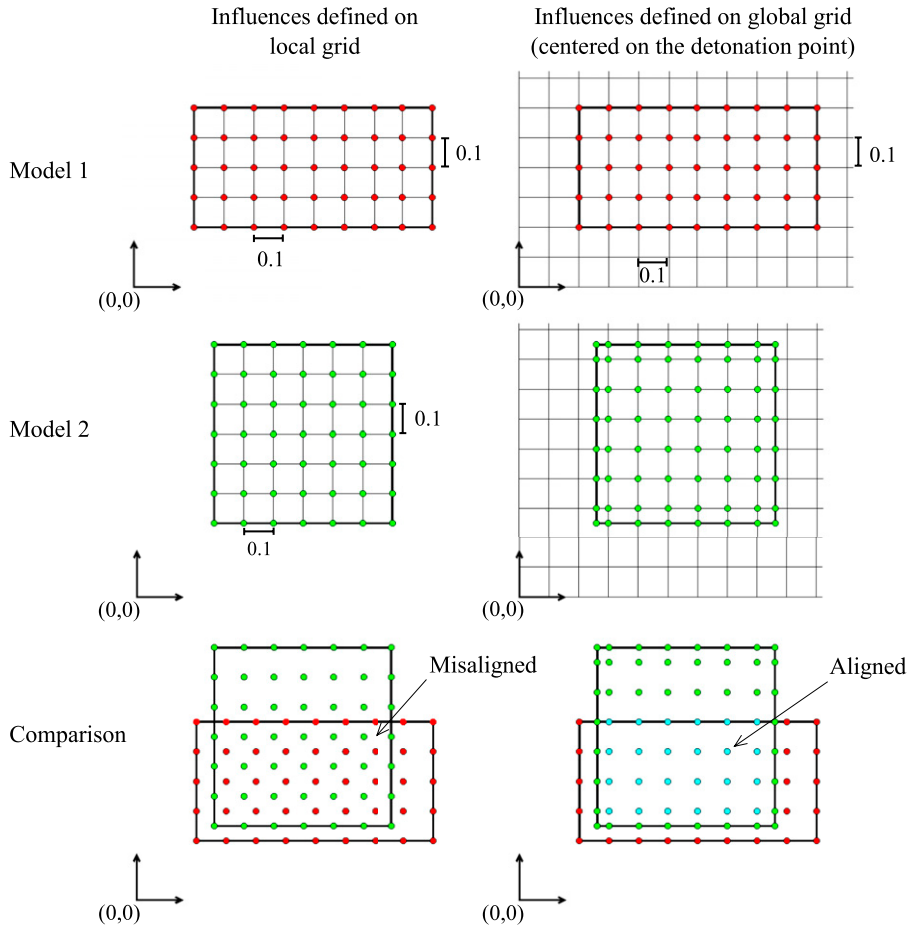 Influences defined on
local grid
Influences defined on global grid
(centered on the detonation point)
Model 1
0.1
0.1
(0,0)
0.1
0.1
(0,0)
Model 2
0.1
0.1
(0,0)
(0,0)
Comparison
Misaligned
(0,0)
Aligned
(0,0)